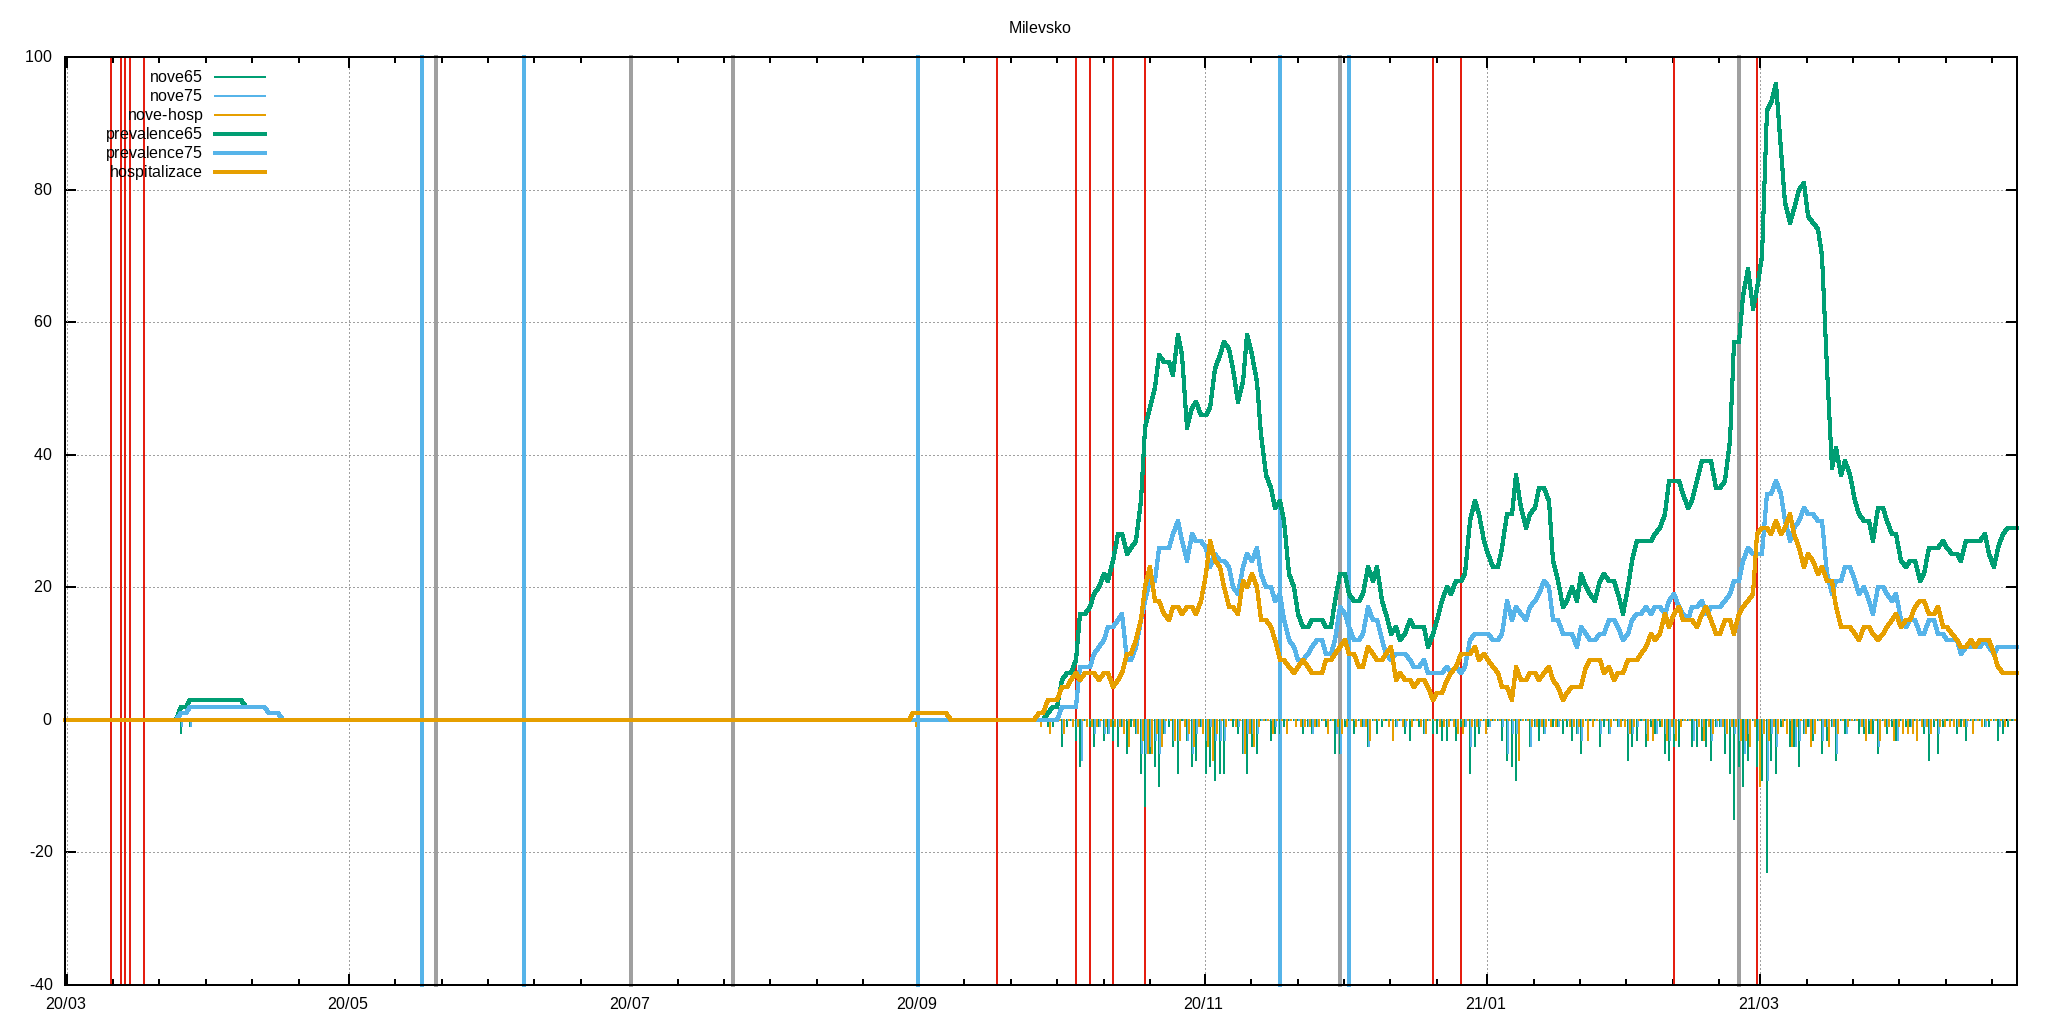 Milevsko
100
80
60
40
20
0
-20
-40
nove65
nove75
nove-hosp
prevalence65
prevalence75
hospitalizace
20/03 20/05 20/07 20/09 20/11 21/01 21/03